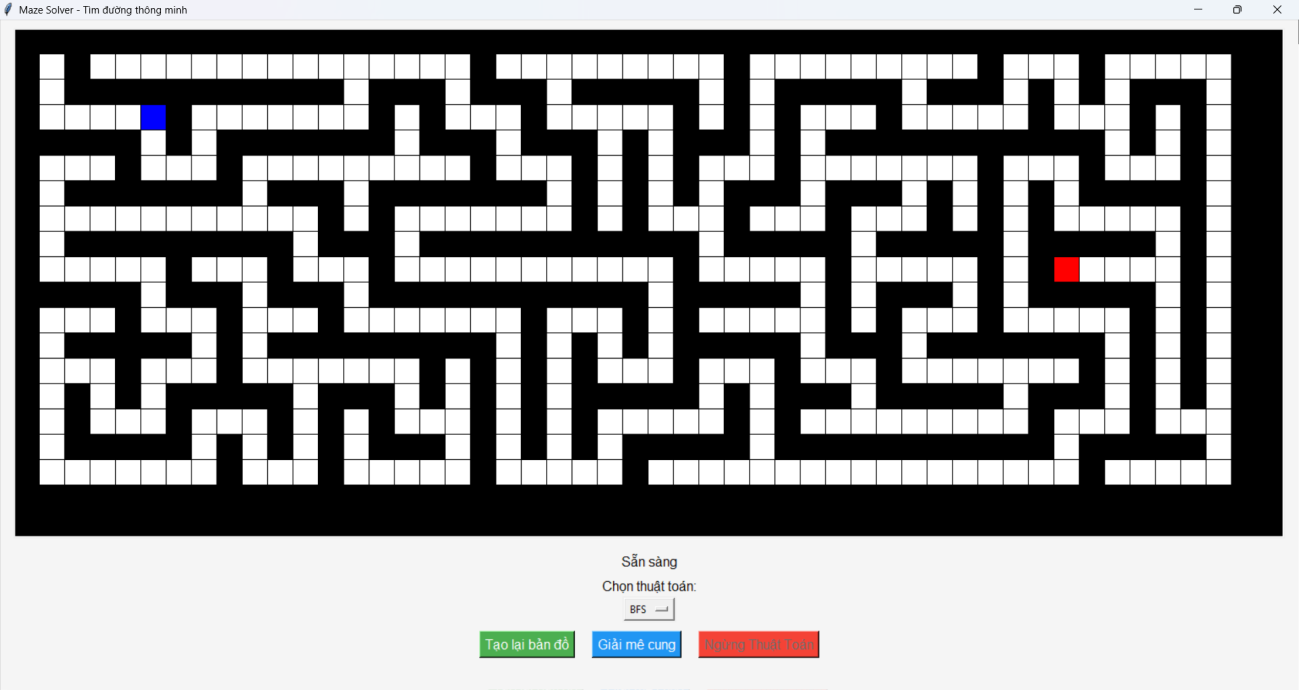 Maze Solver - Tìm đường thông minh
Sẵn sàng
Chọn thuật toán:
BFS
Tạo lại bản đồ Giải mê cung Ngừng Thuật Toán